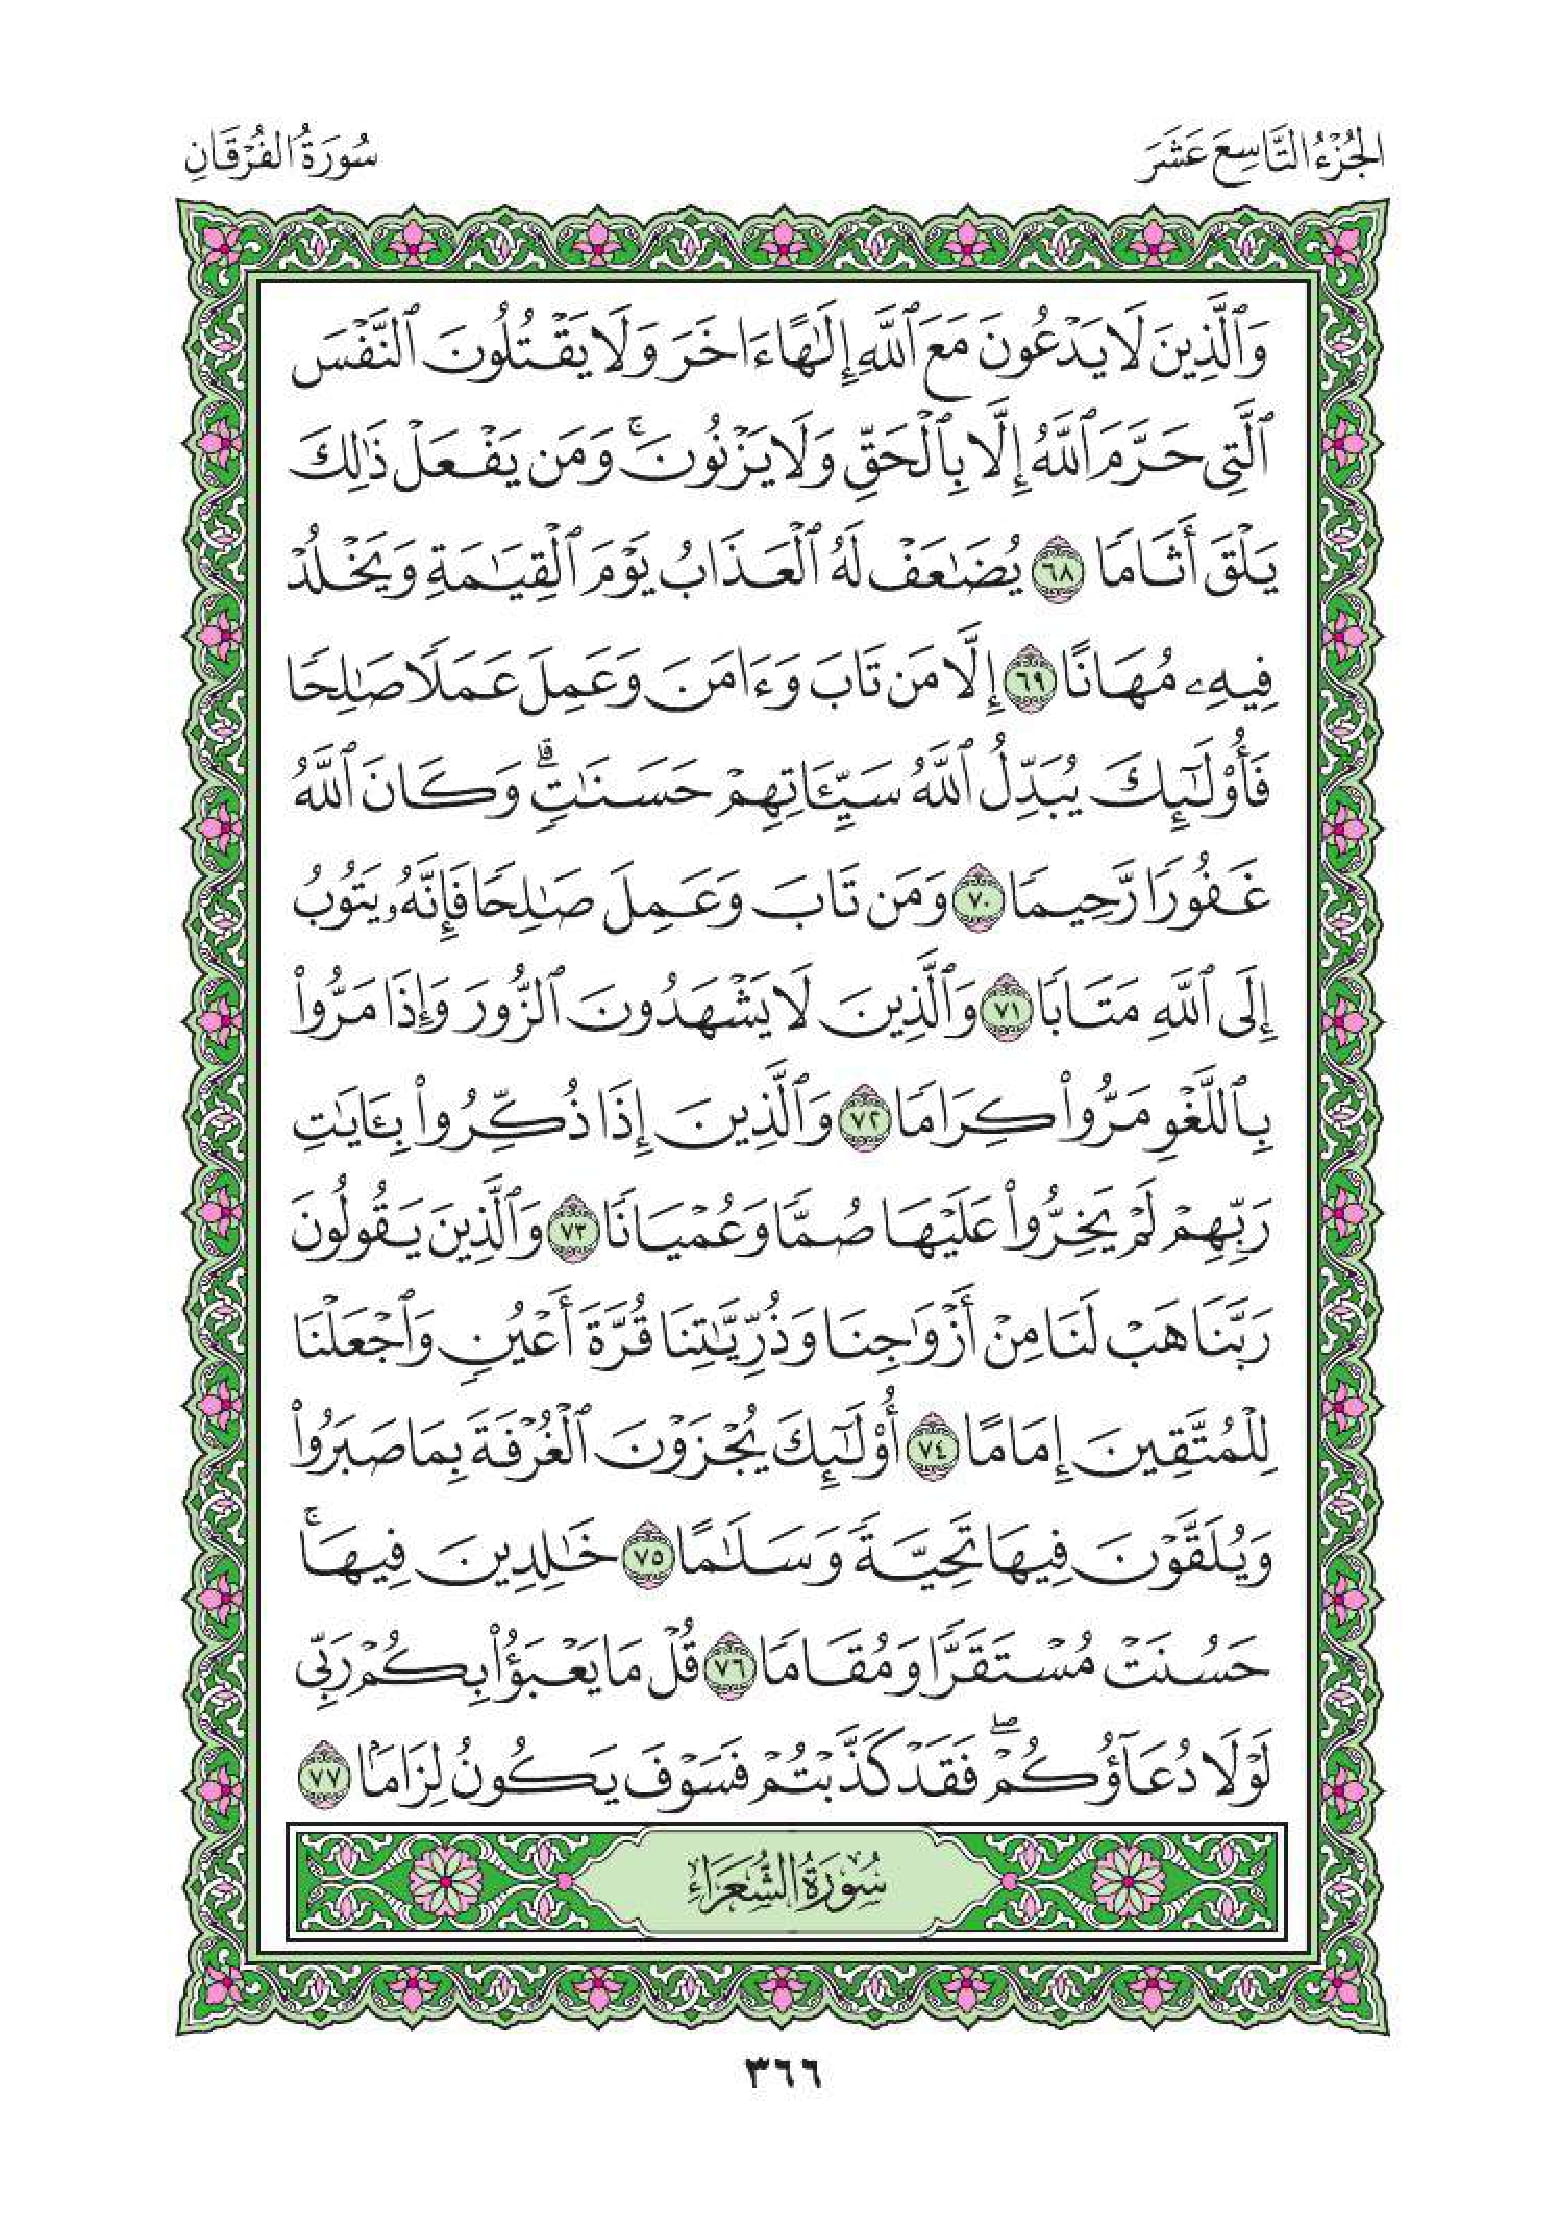 الجُزْءُ التَّاسِعَ عَشَرَ
سُورَةُ الفُرْقَانِ
وَٱلَّذِينَ لَا يَدۡعُونَ مَعَ ٱللَّهِ إِلَٰهًا ءَاخَرَ وَلَا يَقۡتُلُونَ ٱلنَّفۡسَ
ٱلَّتِي حَرَّمَ ٱللَّهُ إِلَّا بِٱلۡحَقِّ وَلَا يَزۡنُونَۚ وَمَن يَفۡعَلۡ ذَٰلِكَ
يَلۡقَ أَثَامٗا ٦٨ يُضَٰعَفۡ لَهُ ٱلۡعَذَابُ يَوۡمَ ٱلۡقِيَٰمَةِ وَيَخۡلُدۡ
فِيهِۦ مُهَانًا ٦٩ إِلَّا مَن تَابَ وَءَامَنَ وَعَمِلَ عَمَلٗا صَٰلِحٗا
فَأُوْلَٰٓئِكَ يُبَدِّلُ ٱللَّهُ سَيِّـَٔاتِهِمۡ حَسَنَٰتٖۗ وَكَانَ ٱللَّهُ
غَفُورٗا رَّحِيمٗا ٧٠ وَمَن تَابَ وَعَمِلَ صَٰلِحٗا فَإِنَّهُۥ يَتُوبُ
إِلَى ٱللَّهِ مَتَابٗا ٧١ وَٱلَّذِينَ لَا يَشۡهَدُونَ ٱلزُّورَ وَإِذَا مَرُّواْ
بِٱللَّغۡوِ مَرُّواْ كِرَامٗا ٧٢ وَٱلَّذِينَ إِذَا ذُكِّرُواْ بِـَٔايَٰتِ
رَبِّهِمۡ لَمۡ يَخِرُّواْ عَلَيۡهَا صُمّٗا وَعُمۡيَانٗا ٧٣ وَٱلَّذِينَ يَقُولُونَ
رَبَّنَا هَبۡ لَنَا مِنۡ أَزۡوَٰجِنَا وَذُرِّيَّٰتِنَا قُرَّةَ أَعۡيُنٖ وَٱجۡعَلۡنَا
لِلۡمُتَّقِينَ إِمَامًا ٧٤ أُوْلَٰٓئِكَ يُجۡزَوۡنَ ٱلۡغُرۡفَةَ بِمَا صَبَرُواْ
وَيُلَقَّوۡنَ فِيهَا تَحِيَّةٗ وَسَلَٰمًا ٧٥ خَٰلِدِينَ فِيهَاۚ
حَسُنَتۡ مُسۡتَقَرّٗا وَمُقَامٗا ٧٦ قُلۡ مَا يَعۡبَؤُاْ بِكُمۡ رَبِّي
لَوۡلَا دُعَآؤُكُمۡۖ فَقَدۡ كَذَّبۡتُمۡ فَسَوۡفَ يَكُونُ لِزَامَۢا ٧٧
سُورَةُ الشُّعَرَاءِ
٣٦٦